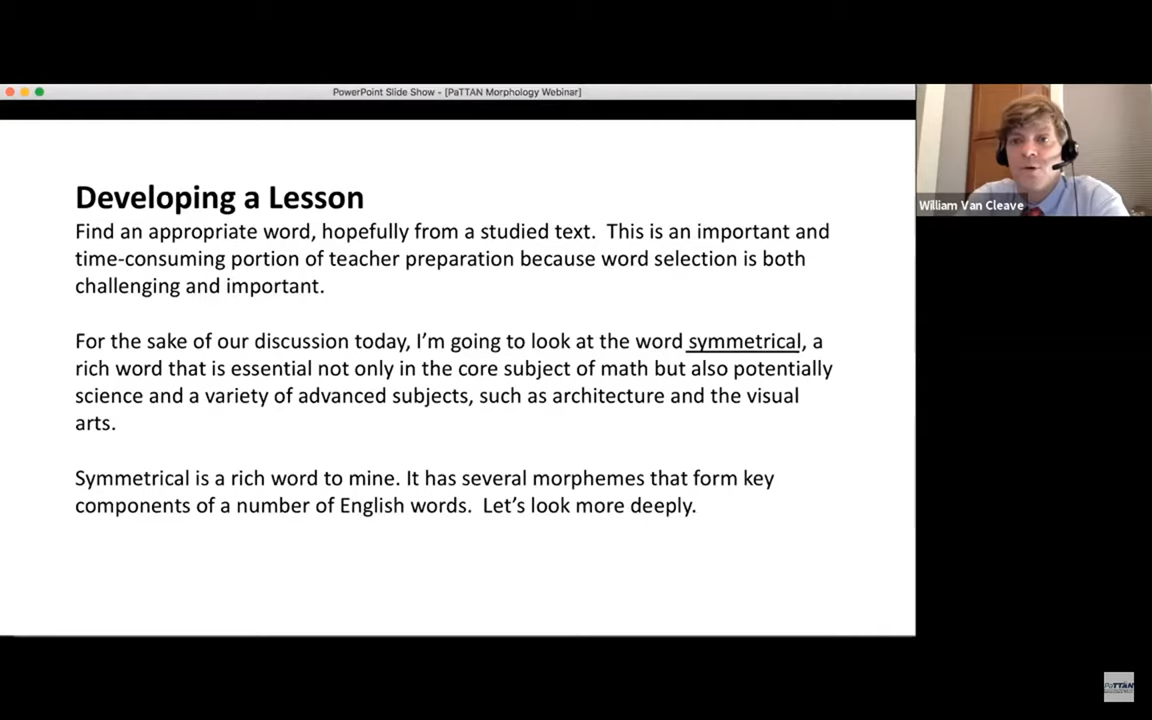 PowerPoint Slide Show - [PaTTAN Morphology Webinar]
Developing a Lesson
Find an appropriate word, hopefully from a studied text.  This is an important and
time-consuming portion of teacher preparation because word selection is both
challenging and important.
For the sake of our discussion today, I'm going to look at the word symmetrical, a
rich word that is essential not only in the core subject of math but also potentially
science and a variety of advanced subjects, such as architecture and the visual
arts.
Symmetrical is a rich word to mine. It has several morphemes that form key
components of a number of English words.  Let's look more deeply.
William Van Cleave
PaTTAN